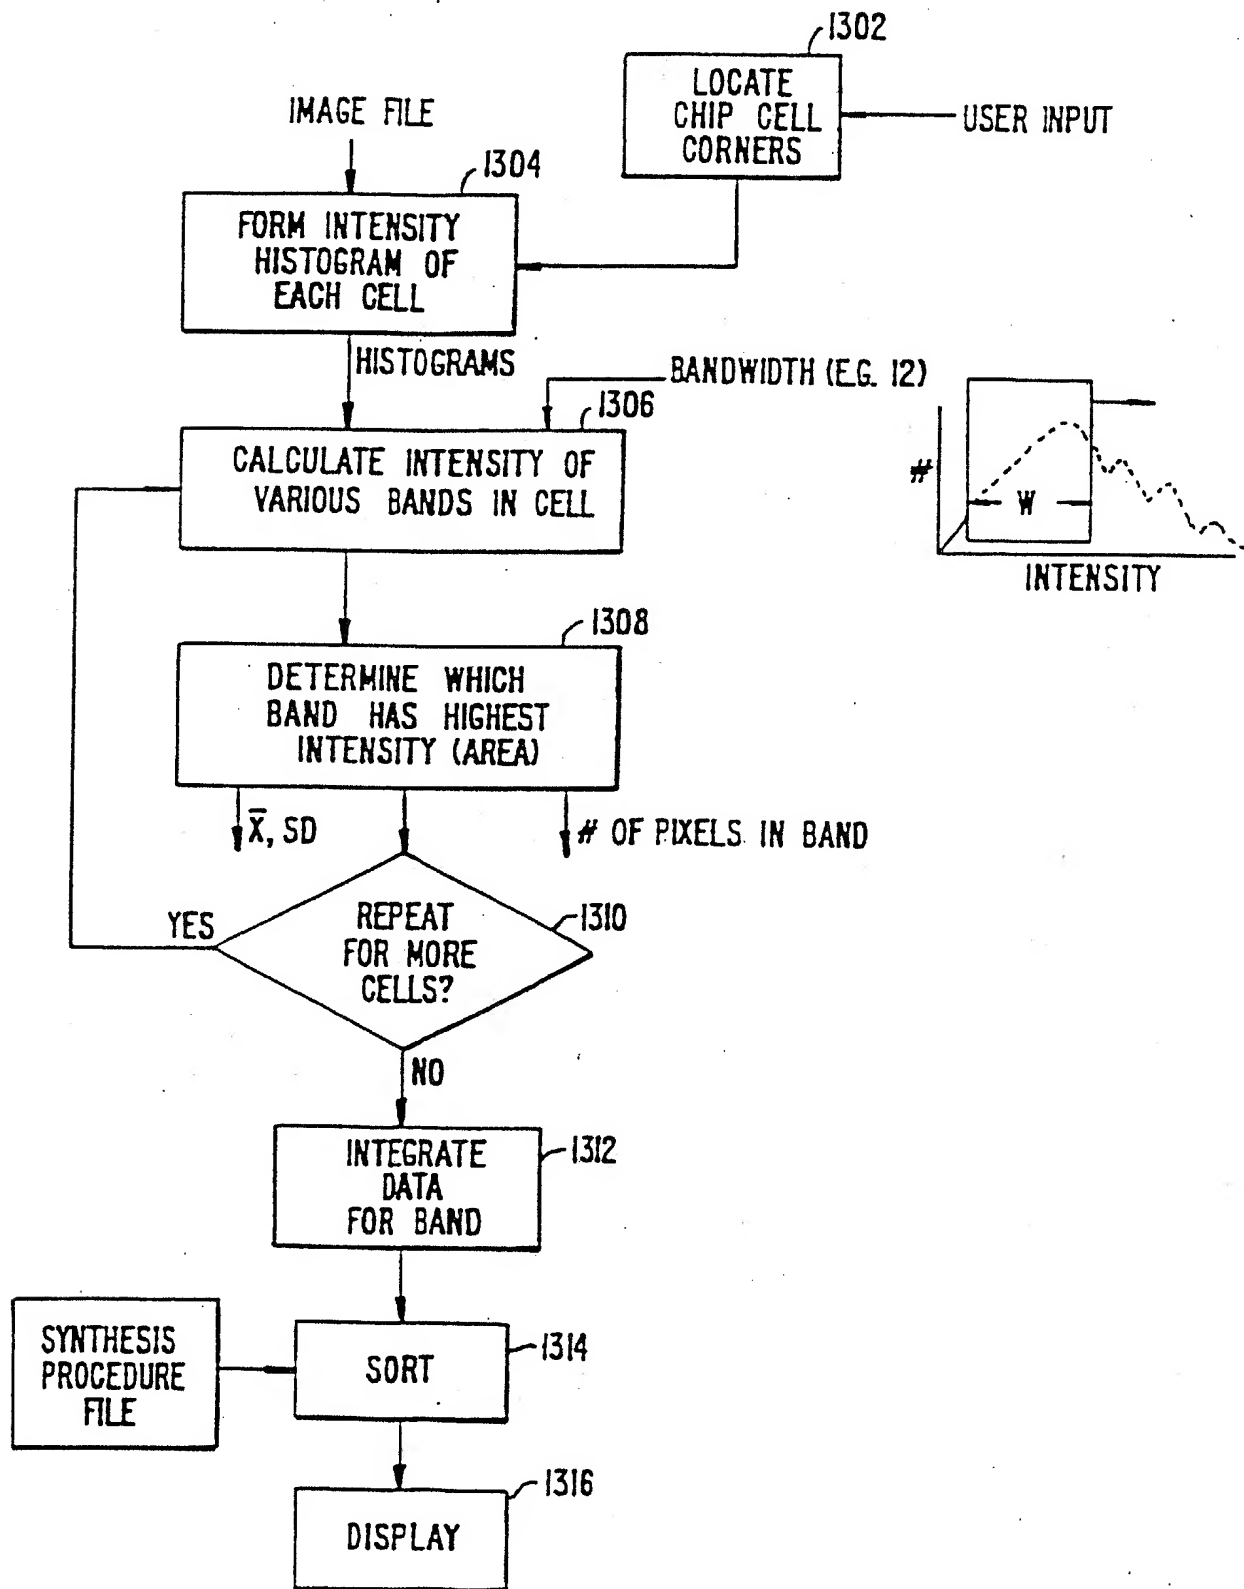 1302
LOCATE
CHIP CELL
CORNERS
USER INPUT
IMAGE FILE
1304
FORM INTENSITY
HISTOGRAM OF
EACH CELL
HISTOGRAMS
BANDWIDTH (E.G. 12)
1306
CALCULATE INTENSITY OF
VARIOUS BANDS IN CELL
#
W
INTENSITY
1308
DETERMINE WHICH
BAND HAS HIGHEST
INTENSITY (AREA)
X̅, SD
# OF PIXELS IN BAND
YES
REPEAT
FOR MORE
CELLS?
1310
NO
INTEGRATE
DATA
FOR BAND
1312
SYNTHESIS
PROCEDURE
FILE
SORT
1314
DISPLAY
1316